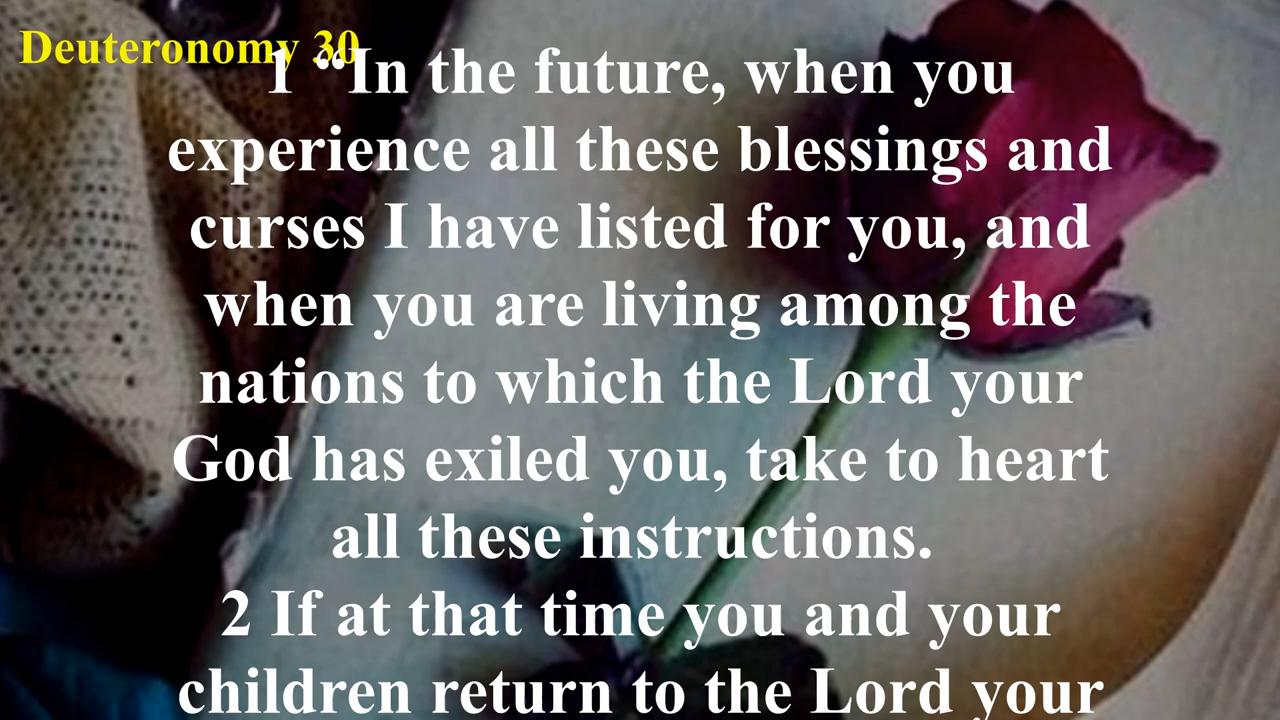 Deuteronomy 30
1 “In the future, when you
experience all these blessings and
curses I have listed for you, and
when you are living among the
nations to which the Lord your
God has exiled you, take to heart
all these instructions.
2 If at that time you and your
children return to the Lord your